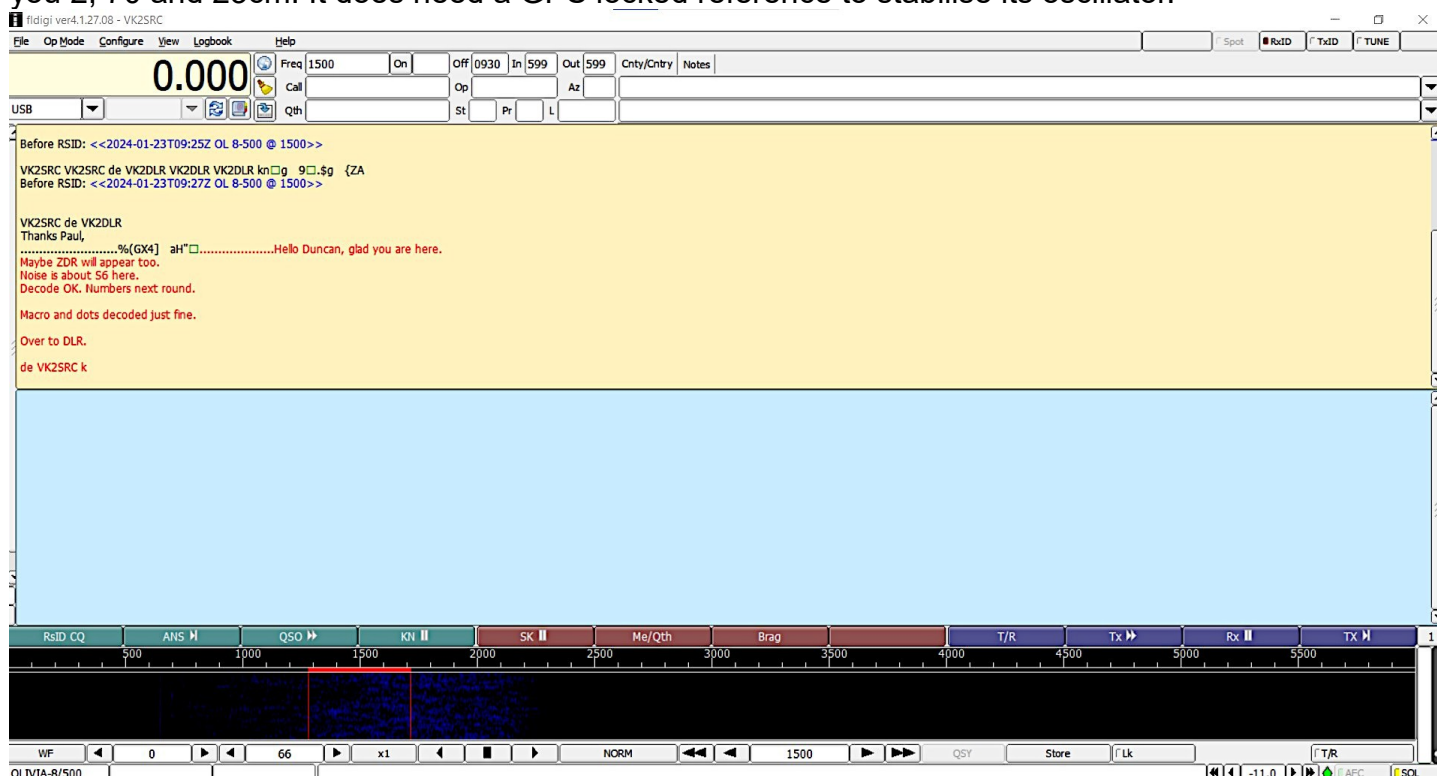 fldigi ver4.1.27.08 - VK2SRC
File Op Mode Configure View Logbook Help
Spot RxID TxID TUNE
0.000 Freq 1500 On Off 0930 In 599 Out 599 Cnty/Cntry Notes
Call Op Az
USB Qth St Pr L
Before RSID: <<2024-01-23T09:25Z OL 8-500 @ 1500>>
VK2SRC VK2SRC de VK2DLR VK2DLR VK2DLR kn□g 9□.$g {ZA
Before RSID: <<2024-01-23T09:27Z OL 8-500 @ 1500>>
VK2SRC de VK2DLR
Thanks Paul,
..........................%(GX4] aH"□....................Hello Duncan, glad you are here.
Maybe ZDR will appear too.
Noise is about S6 here.
Decode OK. Numbers next round.
Macro and dots decoded just fine.
Over to DLR.
de VK2SRC k
RsID CQ ANS QSO KN SK Me/Qth Brag T/R Tx Rx TX 1
500 1000 1500 2000 2500 3000 3500 4000 4500 5000 5500
WF 0 66 x1 NORM 1500 QSY Store Lk T/R
OLIVIA-8/500 -11.0 AFC SQL